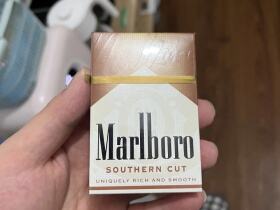 Marlboro
SOUTHERN CUT
UNIQUELY RICH AND SMOOTH